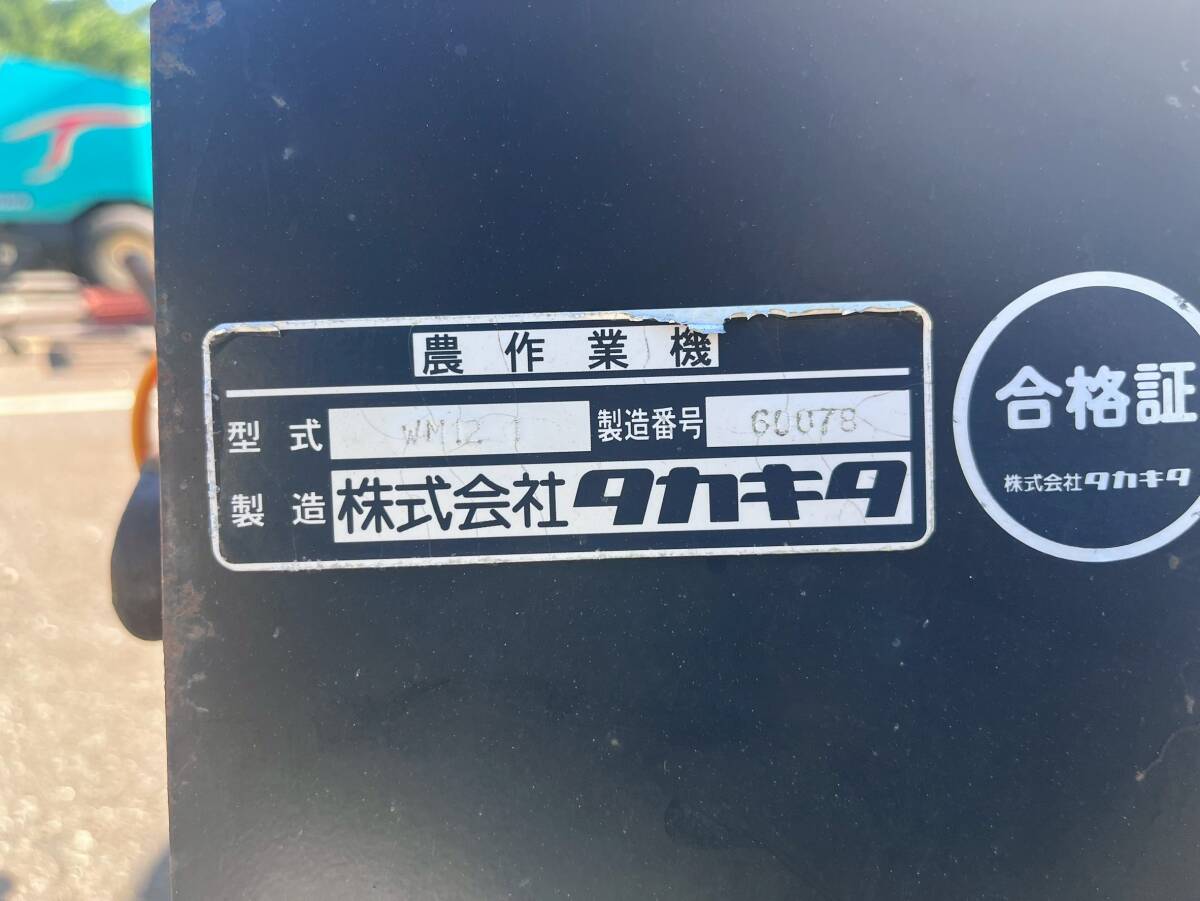 農作業機
型式 製造番号 60078
製造 株式会社タカキタ
合格証
株式会社タカキタ